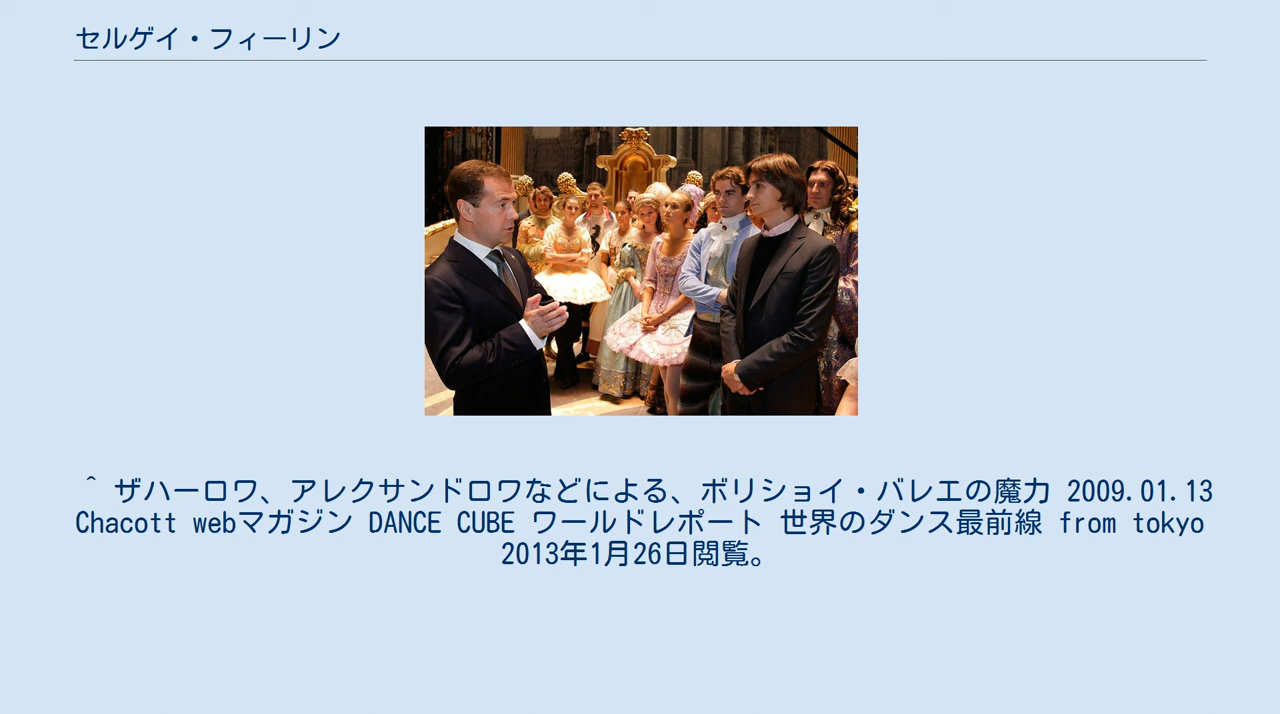 セルゲイ・フィーリン
^ ザハーロワ、アレクサンドロワなどによる、ボリショイ・バレエの魔力 2009.01.13
Chacott webマガジン DANCE CUBE ワールドレポート 世界のダンス最前線 from tokyo
2013年1月26日閲覧。